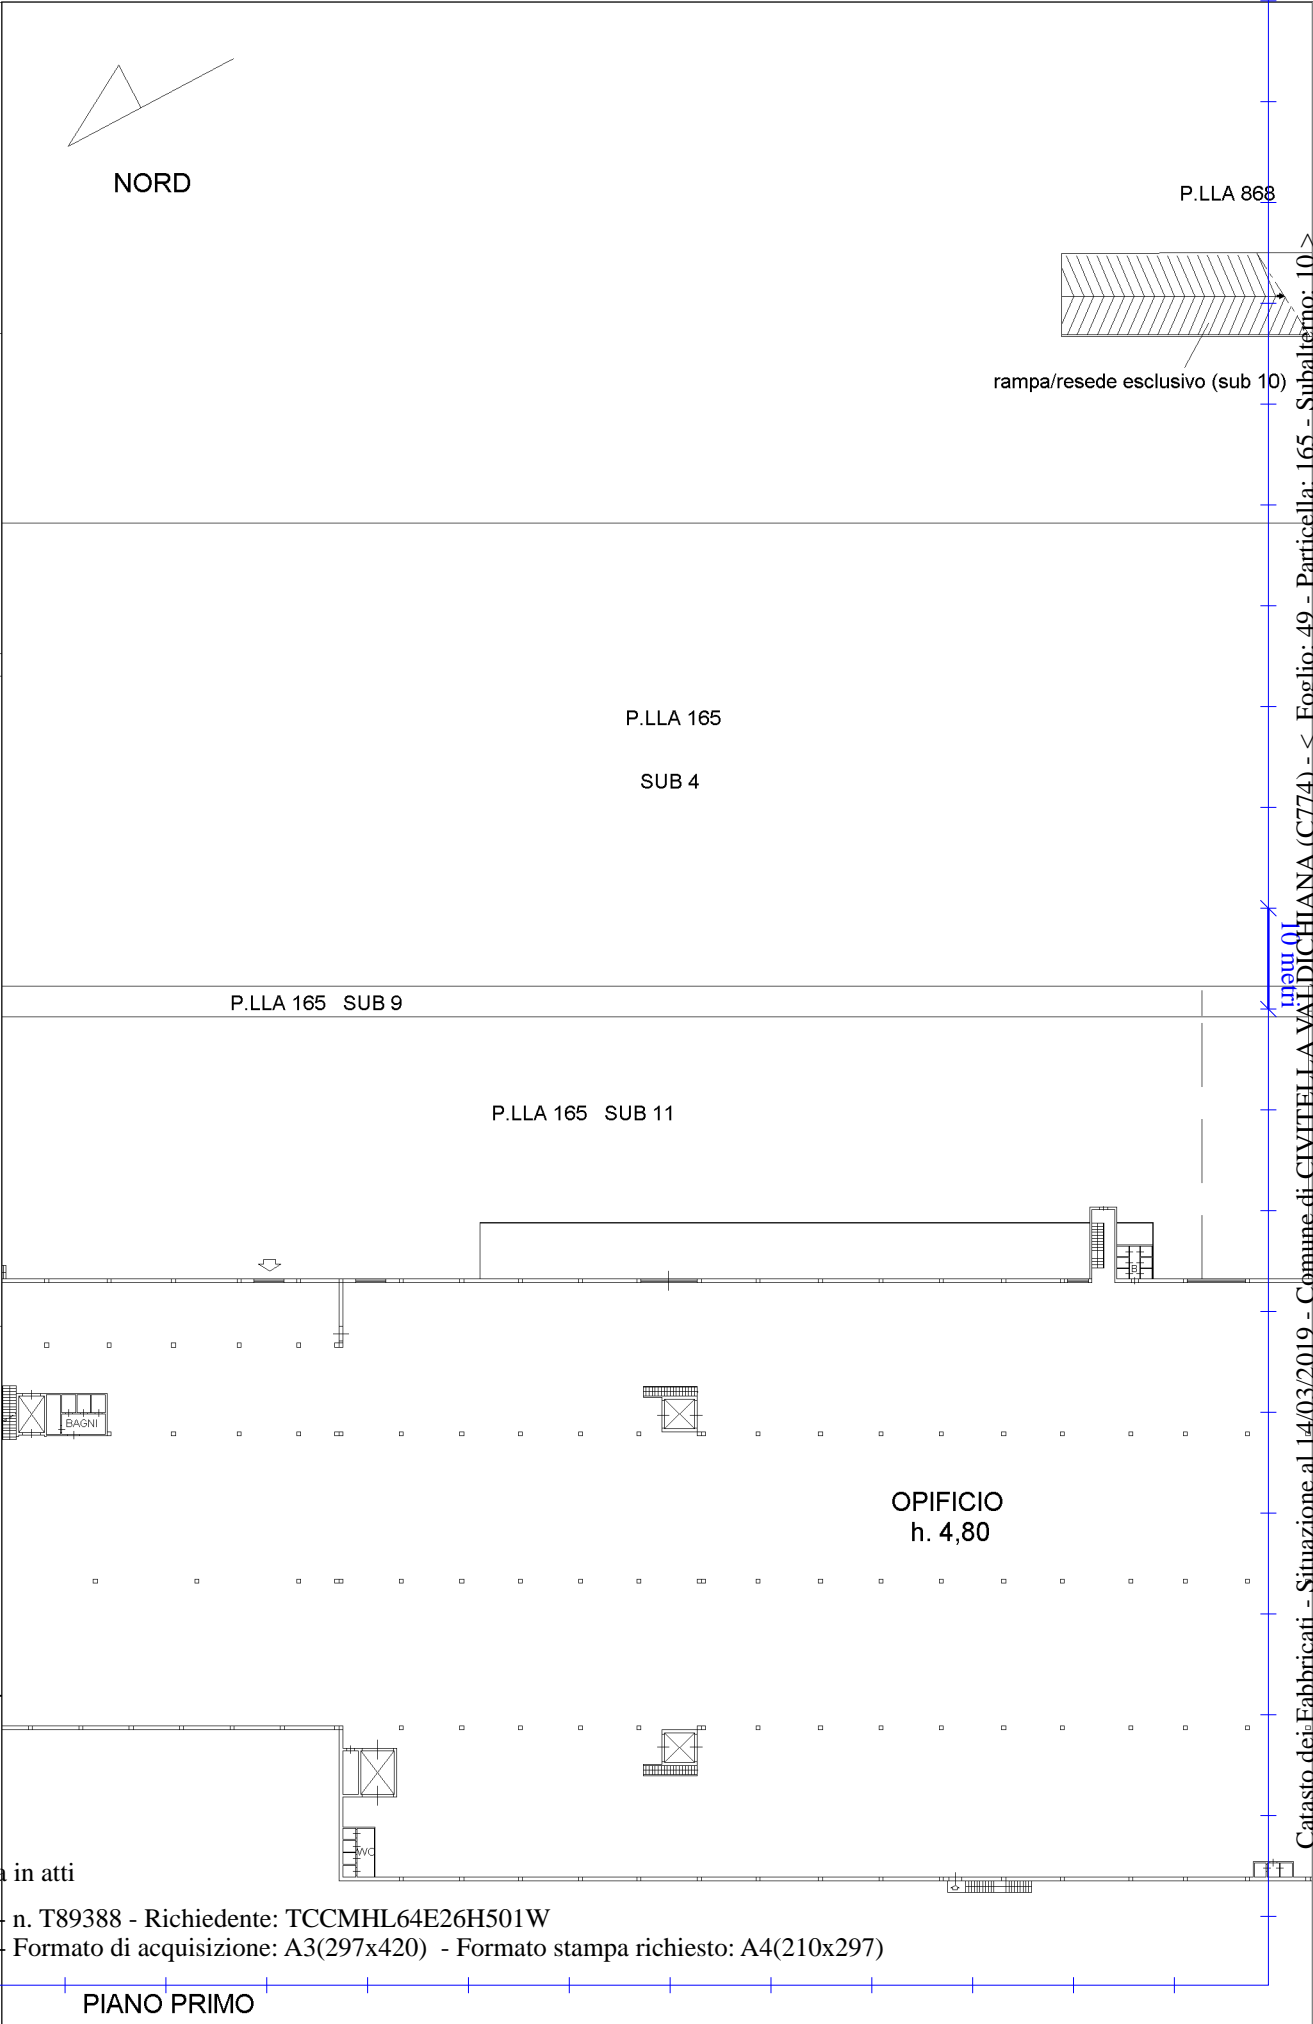 NORD
P.LLA 868
rampa/resede esclusivo (sub 10)
P.LLA 165
SUB 4
10 metri
P.LLA 165 SUB 9
P.LLA 165 SUB 11
B
BAGNI
OPIFICIO
h. 4,80
WC
a in atti
- n. T89388 - Richiedente: TCCMHL64E26H501W
- Formato di acquisizione: A3(297x420) - Formato stampa richiesto: A4(210x297)
PIANO PRIMO
Catasto dei Fabbricati - Situazione al 14/03/2019 - Comune di CIVITELLA VALDICHIANA (C774) - < Foglio: 49 - Particella: 165 - Subalterno: 10 >